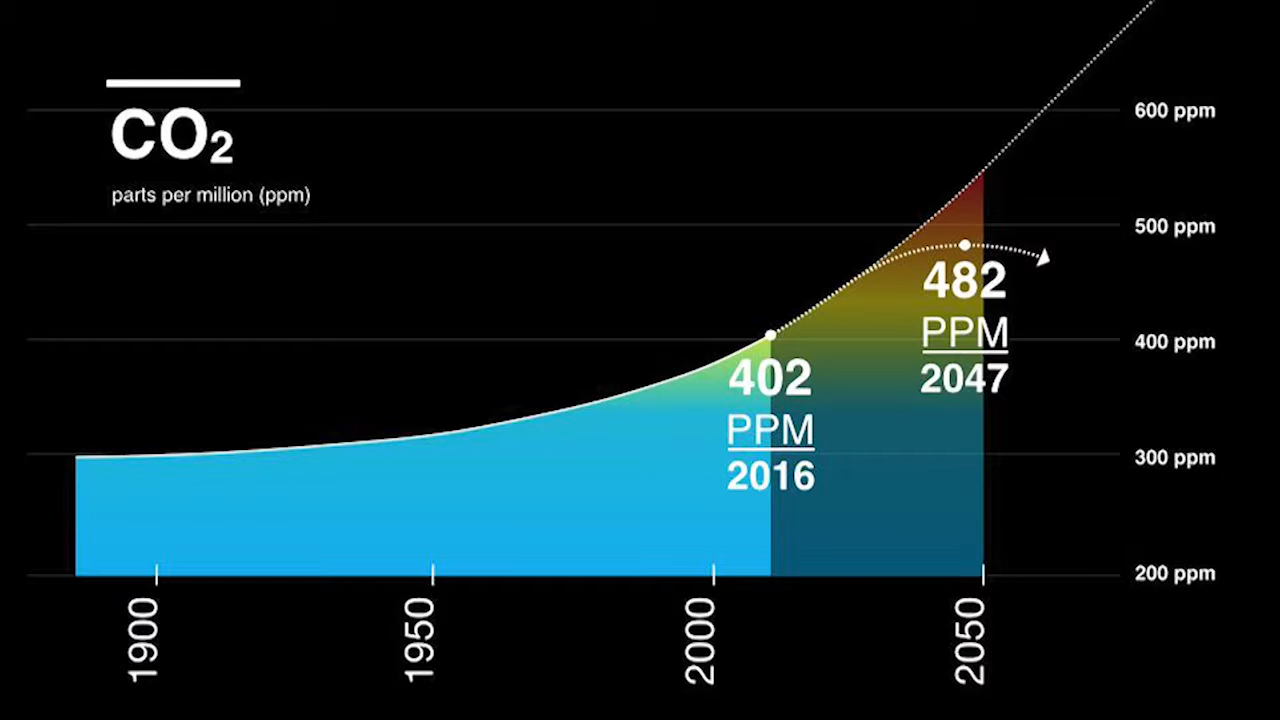 CO₂
parts per million (ppm)
600 ppm
500 ppm
482
PPM
2047
400 ppm
402
PPM
2016
300 ppm
200 ppm
1900
1950
2000
2050